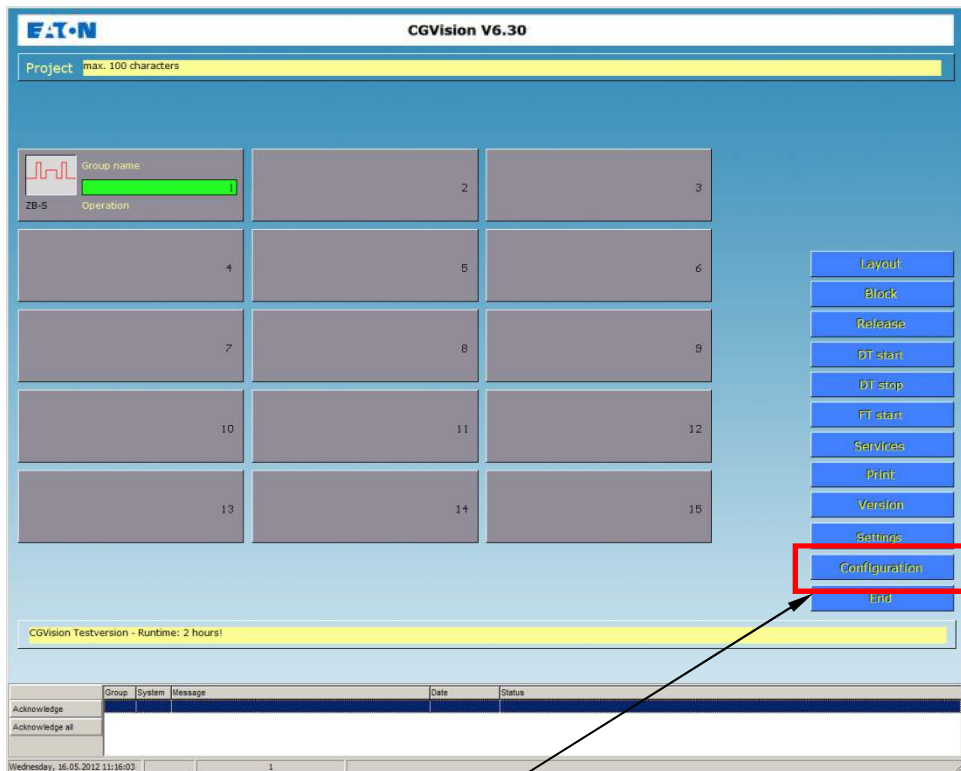 EATON
CGVision V6.30
Project max. 100 characters
Group name
1
ZB-S Operation
2
3
4
5
6
7
8
9
10
11
12
13
14
15
Layout
Block
Release
DT start
DT stop
FT start
Services
Print
Version
Settings
Configuration
End
CGVision Testversion - Runtime: 2 hours!
Group System Message Date Status
Acknowledge
Acknowledge all
Wednesday, 16.05.2012 11:16:03 1